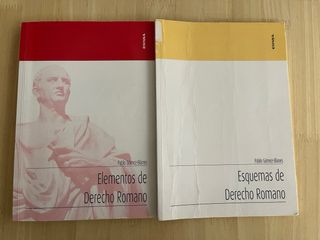 EUNSA
Pablo Gómez-Blanes
Elementos de
Derecho Romano
EUNSA
Pablo Gómez-Blanes
Esquemas de
Derecho Romano